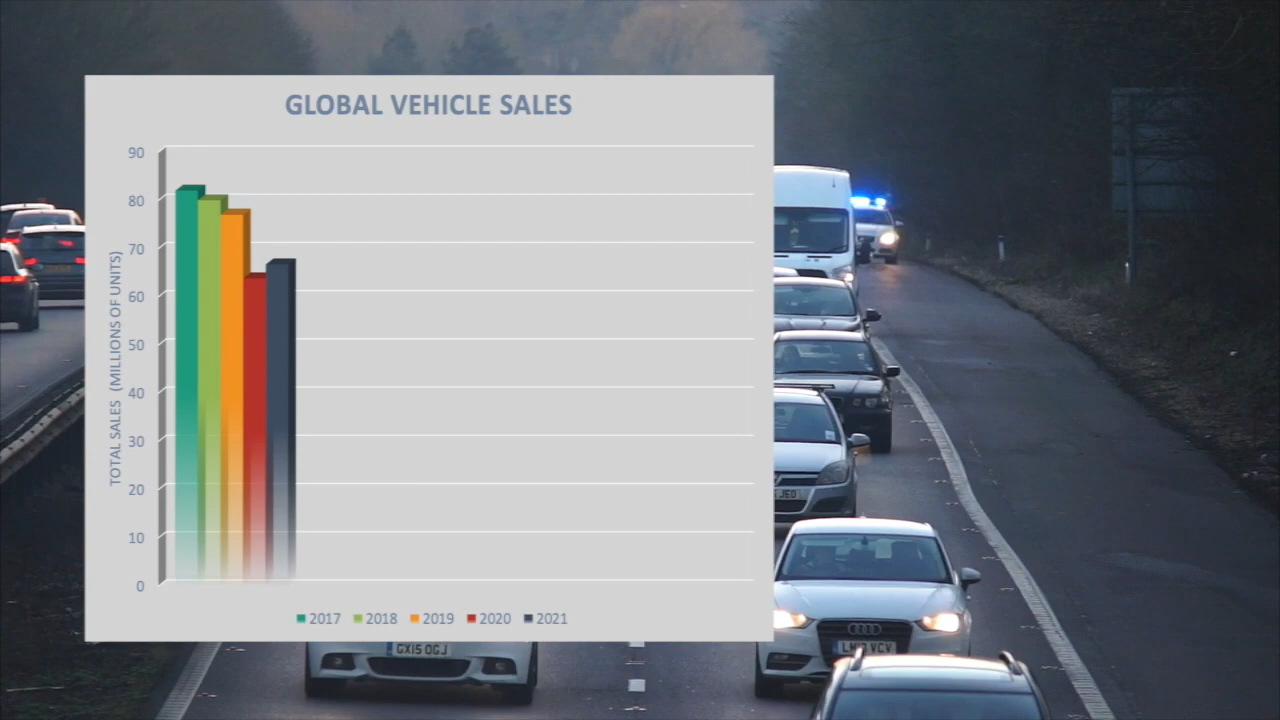 GLOBAL VEHICLE SALES
TOTAL SALES (MILLIONS OF UNITS)
90
80
70
60
50
40
30
20
10
0
2017 2018 2019 2020 2021
GX15 OGJ